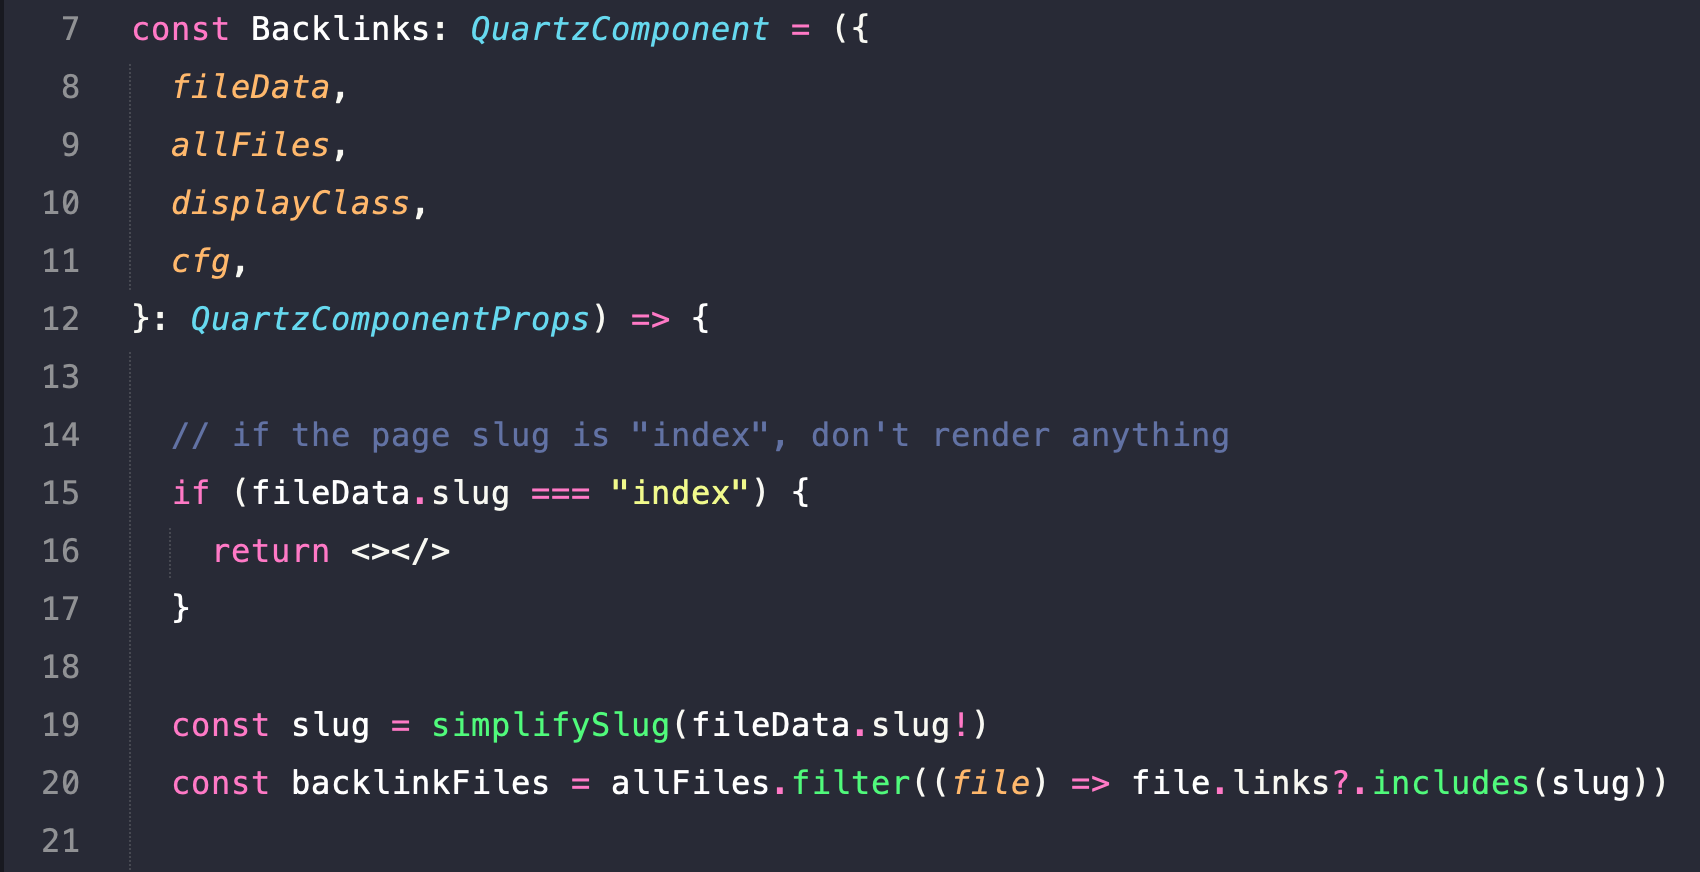 7 const Backlinks: QuartzComponent = ({
8 fileData,
9 allFiles,
10 displayClass,
11 cfg,
12 }: QuartzComponentProps) => {
13
14 // if the page slug is "index", don't render anything
15 if (fileData.slug === "index") {
16 return <></>
17 }
18
19 const slug = simplifySlug(fileData.slug!)
20 const backlinkFiles = allFiles.filter((file) => file.links?.includes(slug))
21